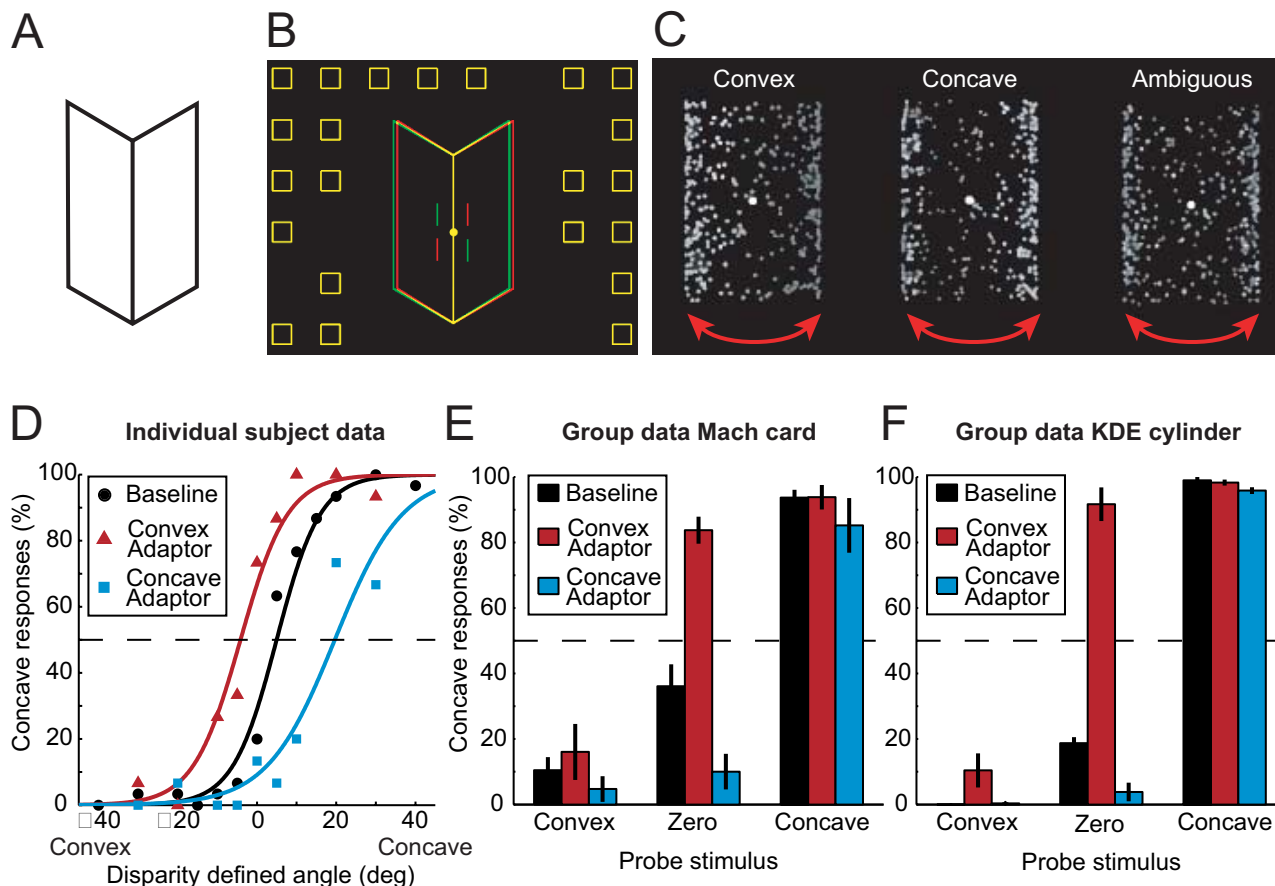 A
B
C
Convex
Concave
Ambiguous
D
Individual subject data
Concave responses (%)
100
80
60
40
20
0
Baseline
Convex
Adaptor
Concave
Adaptor
□40
□20
0
20
40
Convex
Concave
Disparity defined angle (deg)
E
Group data Mach card
Concave responses (%)
100
80
60
40
20
0
Baseline
Convex
Adaptor
Concave
Adaptor
Convex
Zero
Concave
Probe stimulus
F
Group data KDE cylinder
100
80
60
40
20
0
Baseline
Convex
Adaptor
Concave
Adaptor
Convex
Zero
Concave
Probe stimulus